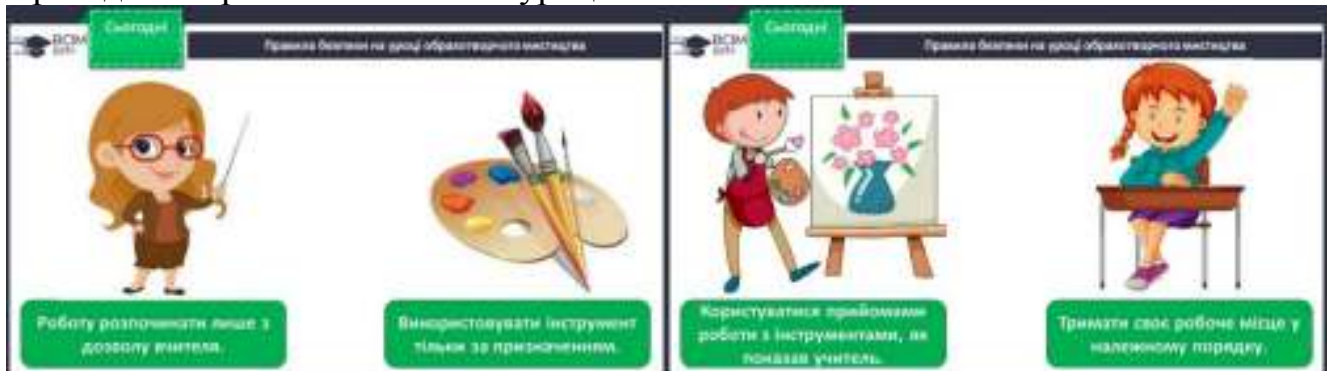 Сьогодні
Правила безпеки на уроці образотворчого мистецтва
Роботу розпочинати лише з
дозволу вчителя.
Використовувати інструмент
тільки за призначенням.
Сьогодні
Правила безпеки на уроці образотворчого мистецтва
Користуватися прийомами
роботи з інструментами, як
показав учитель.
Тримати своє робоче місце у
належному порядку.